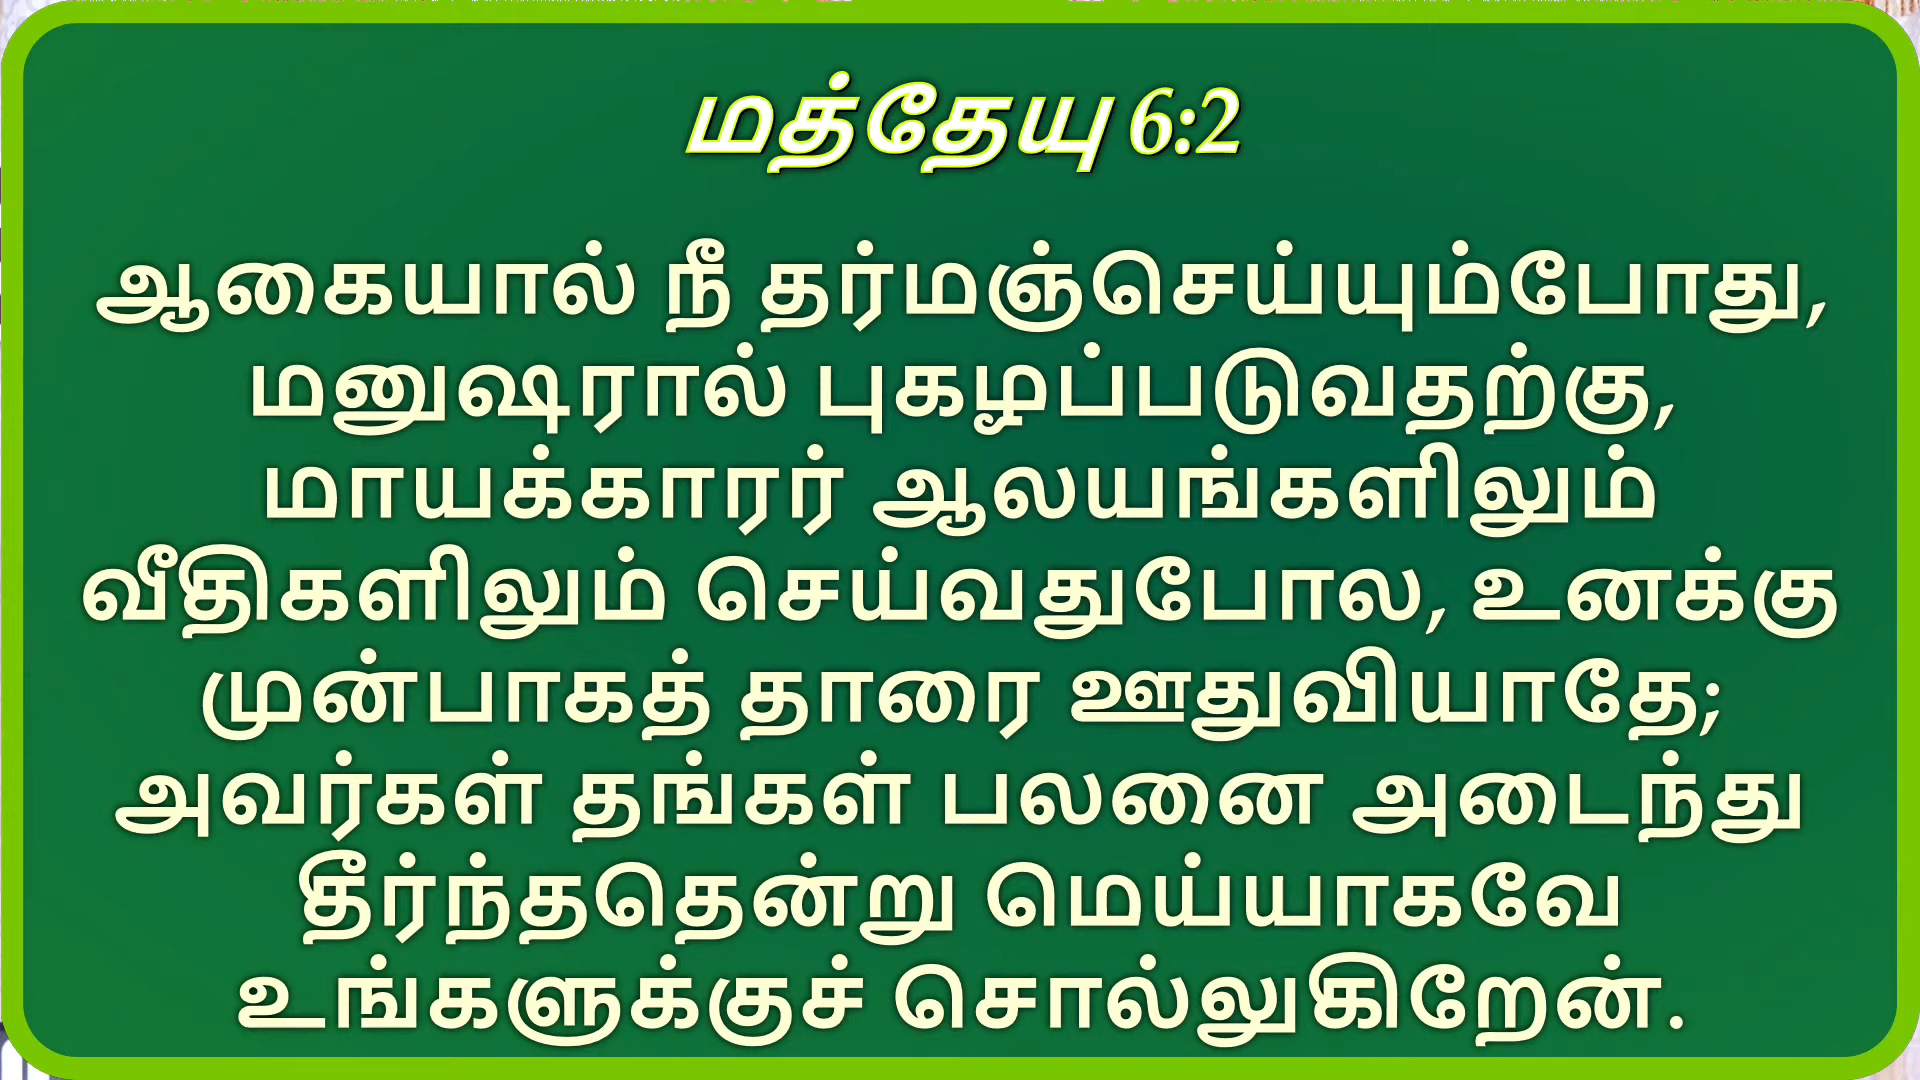 மத்தேயு 6:2
ஆகையால் நீ தர்மஞ்செய்யும்போது,
மனுஷரால் புகழப்படுவதற்கு,
மாயக்காரர் ஆலயங்களிலும்
வீதிகளிலும் செய்வதுபோல, உனக்கு
முன்பாகத் தாரை ஊதுவியாதே;
அவர்கள் தங்கள் பலனை அடைந்து
தீர்ந்ததென்று மெய்யாகவே
உங்களுக்குச் சொல்லுகிறேன்.